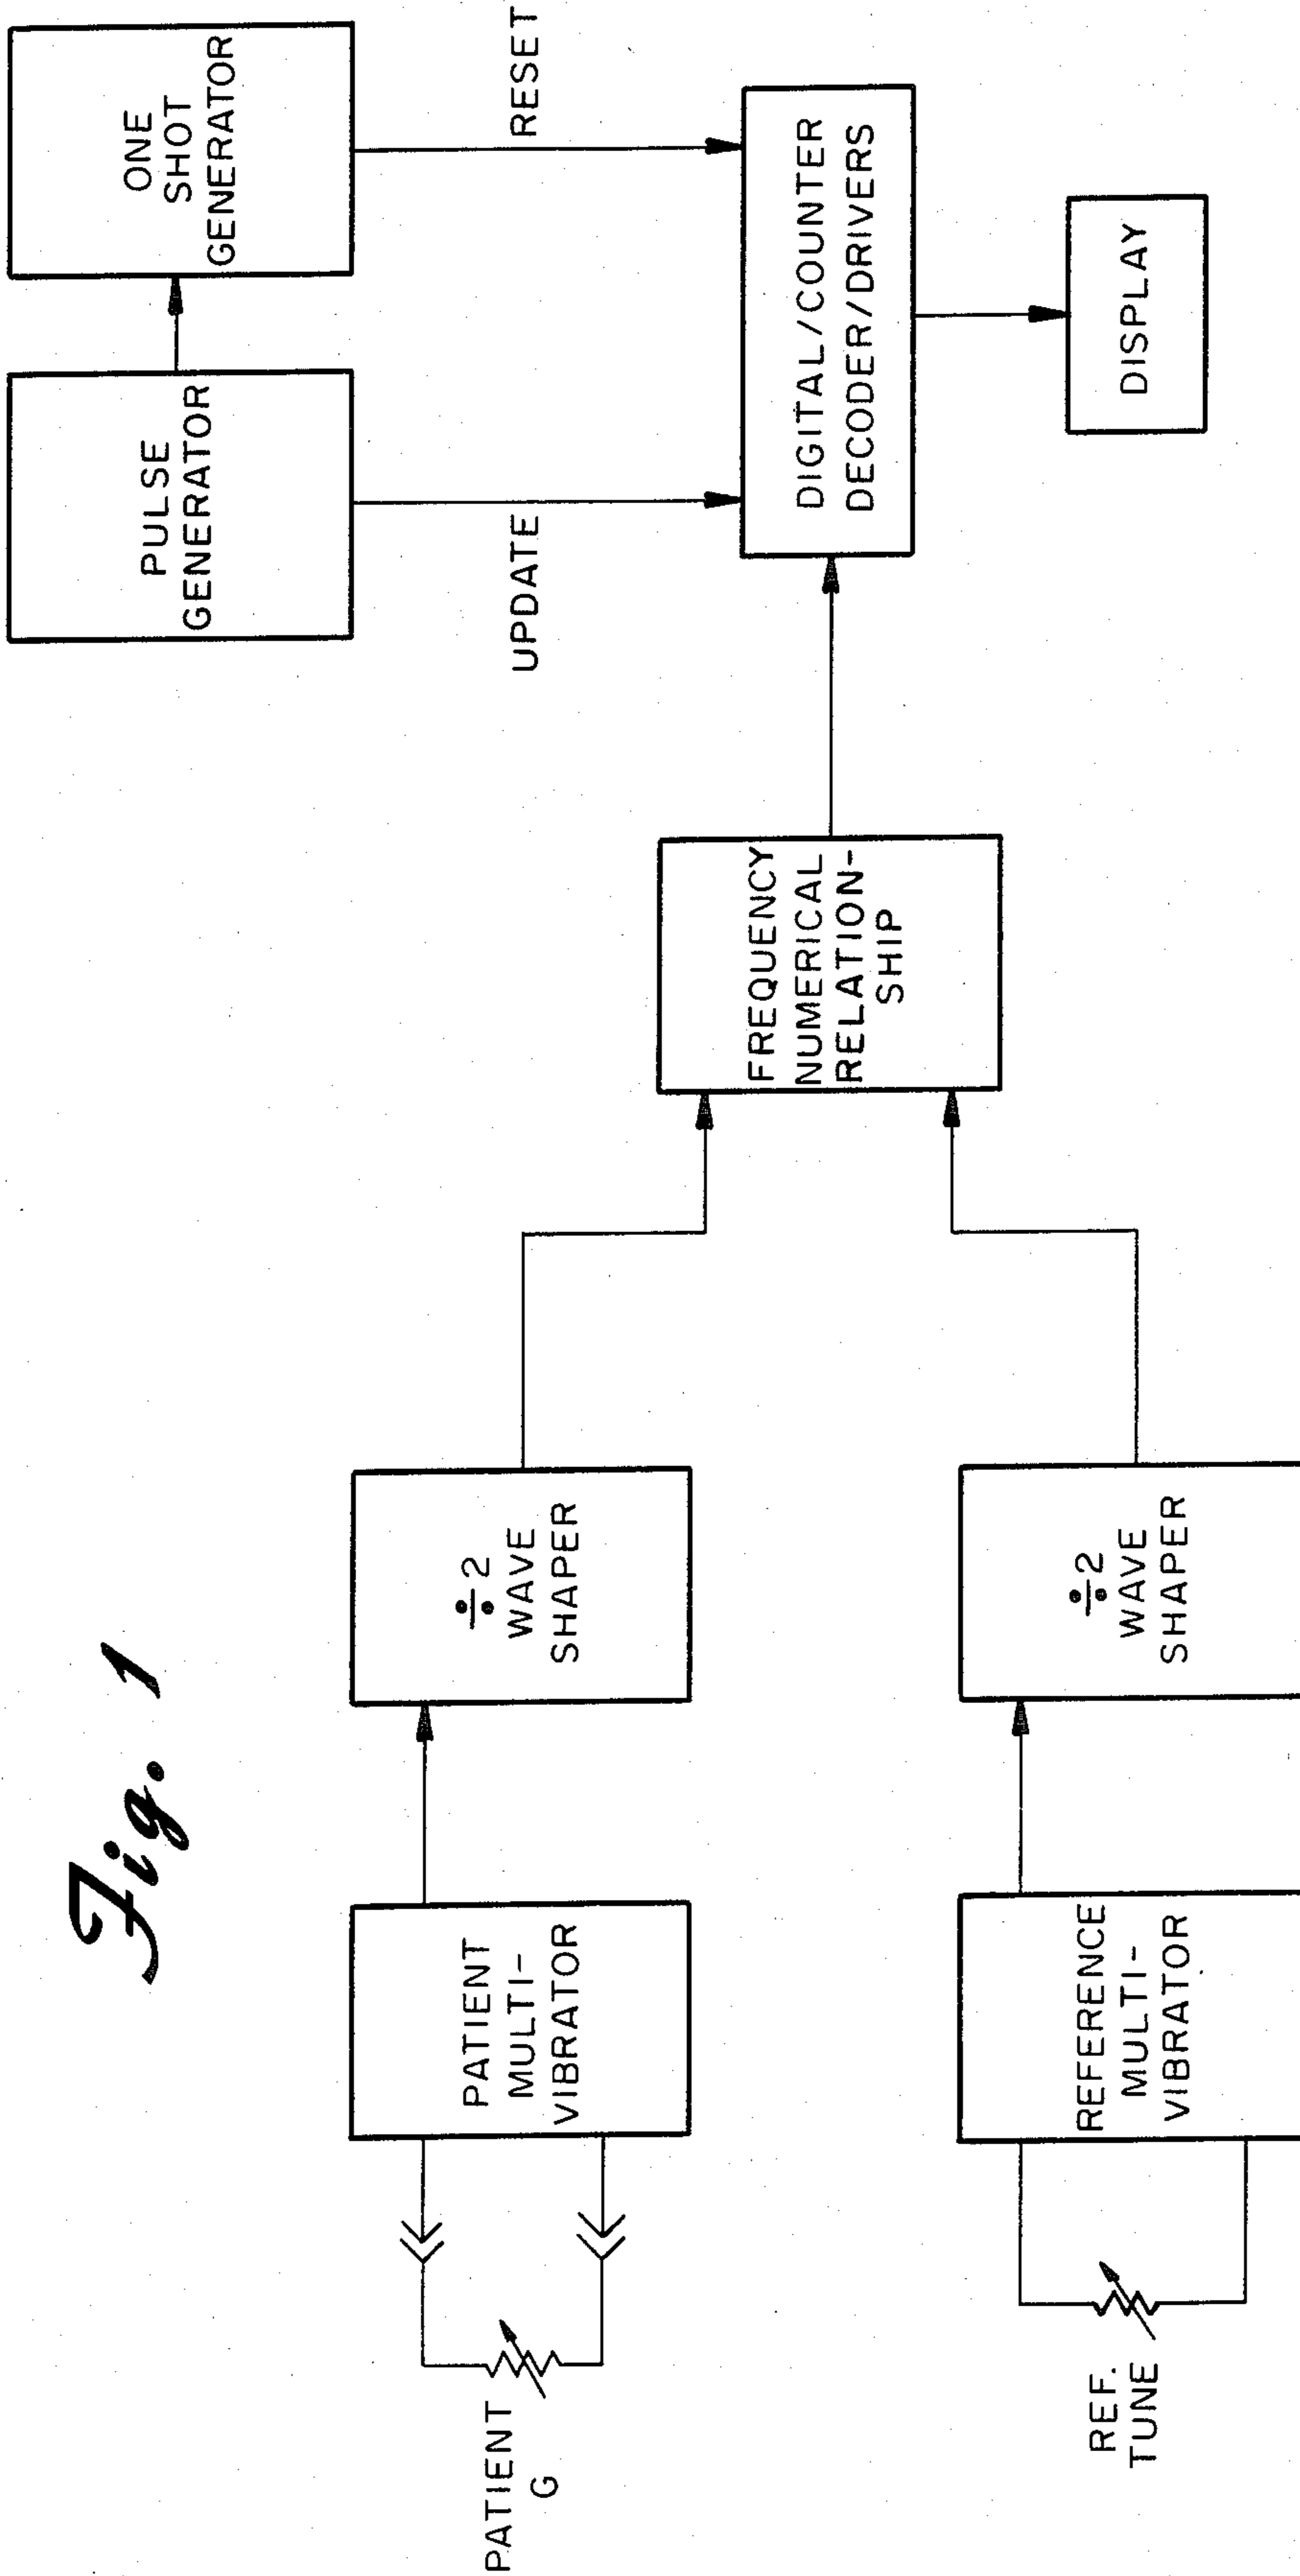 Fig. 1
PATIENT
G
PATIENT
MULTI-
VIBRATOR
÷2
WAVE
SHAPER
REF.
TUNE
REFERENCE
MULTI-
VIBRATOR
÷2
WAVE
SHAPER
FREQUENCY
NUMERICAL
RELATION-
SHIP
PULSE
GENERATOR
ONE
SHOT
GENERATOR
UPDATE
RESET
DIGITAL/COUNTER
DECODER/DRIVERS
DISPLAY